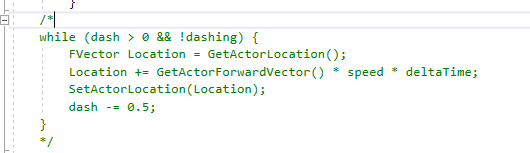 }
/*
while (dash > 0 && !dashing) {
FVector Location = GetActorLocation();
Location += GetActorForwardVector() * speed * deltaTime;
SetActorLocation(Location);
dash -= 0.5;
}
*/